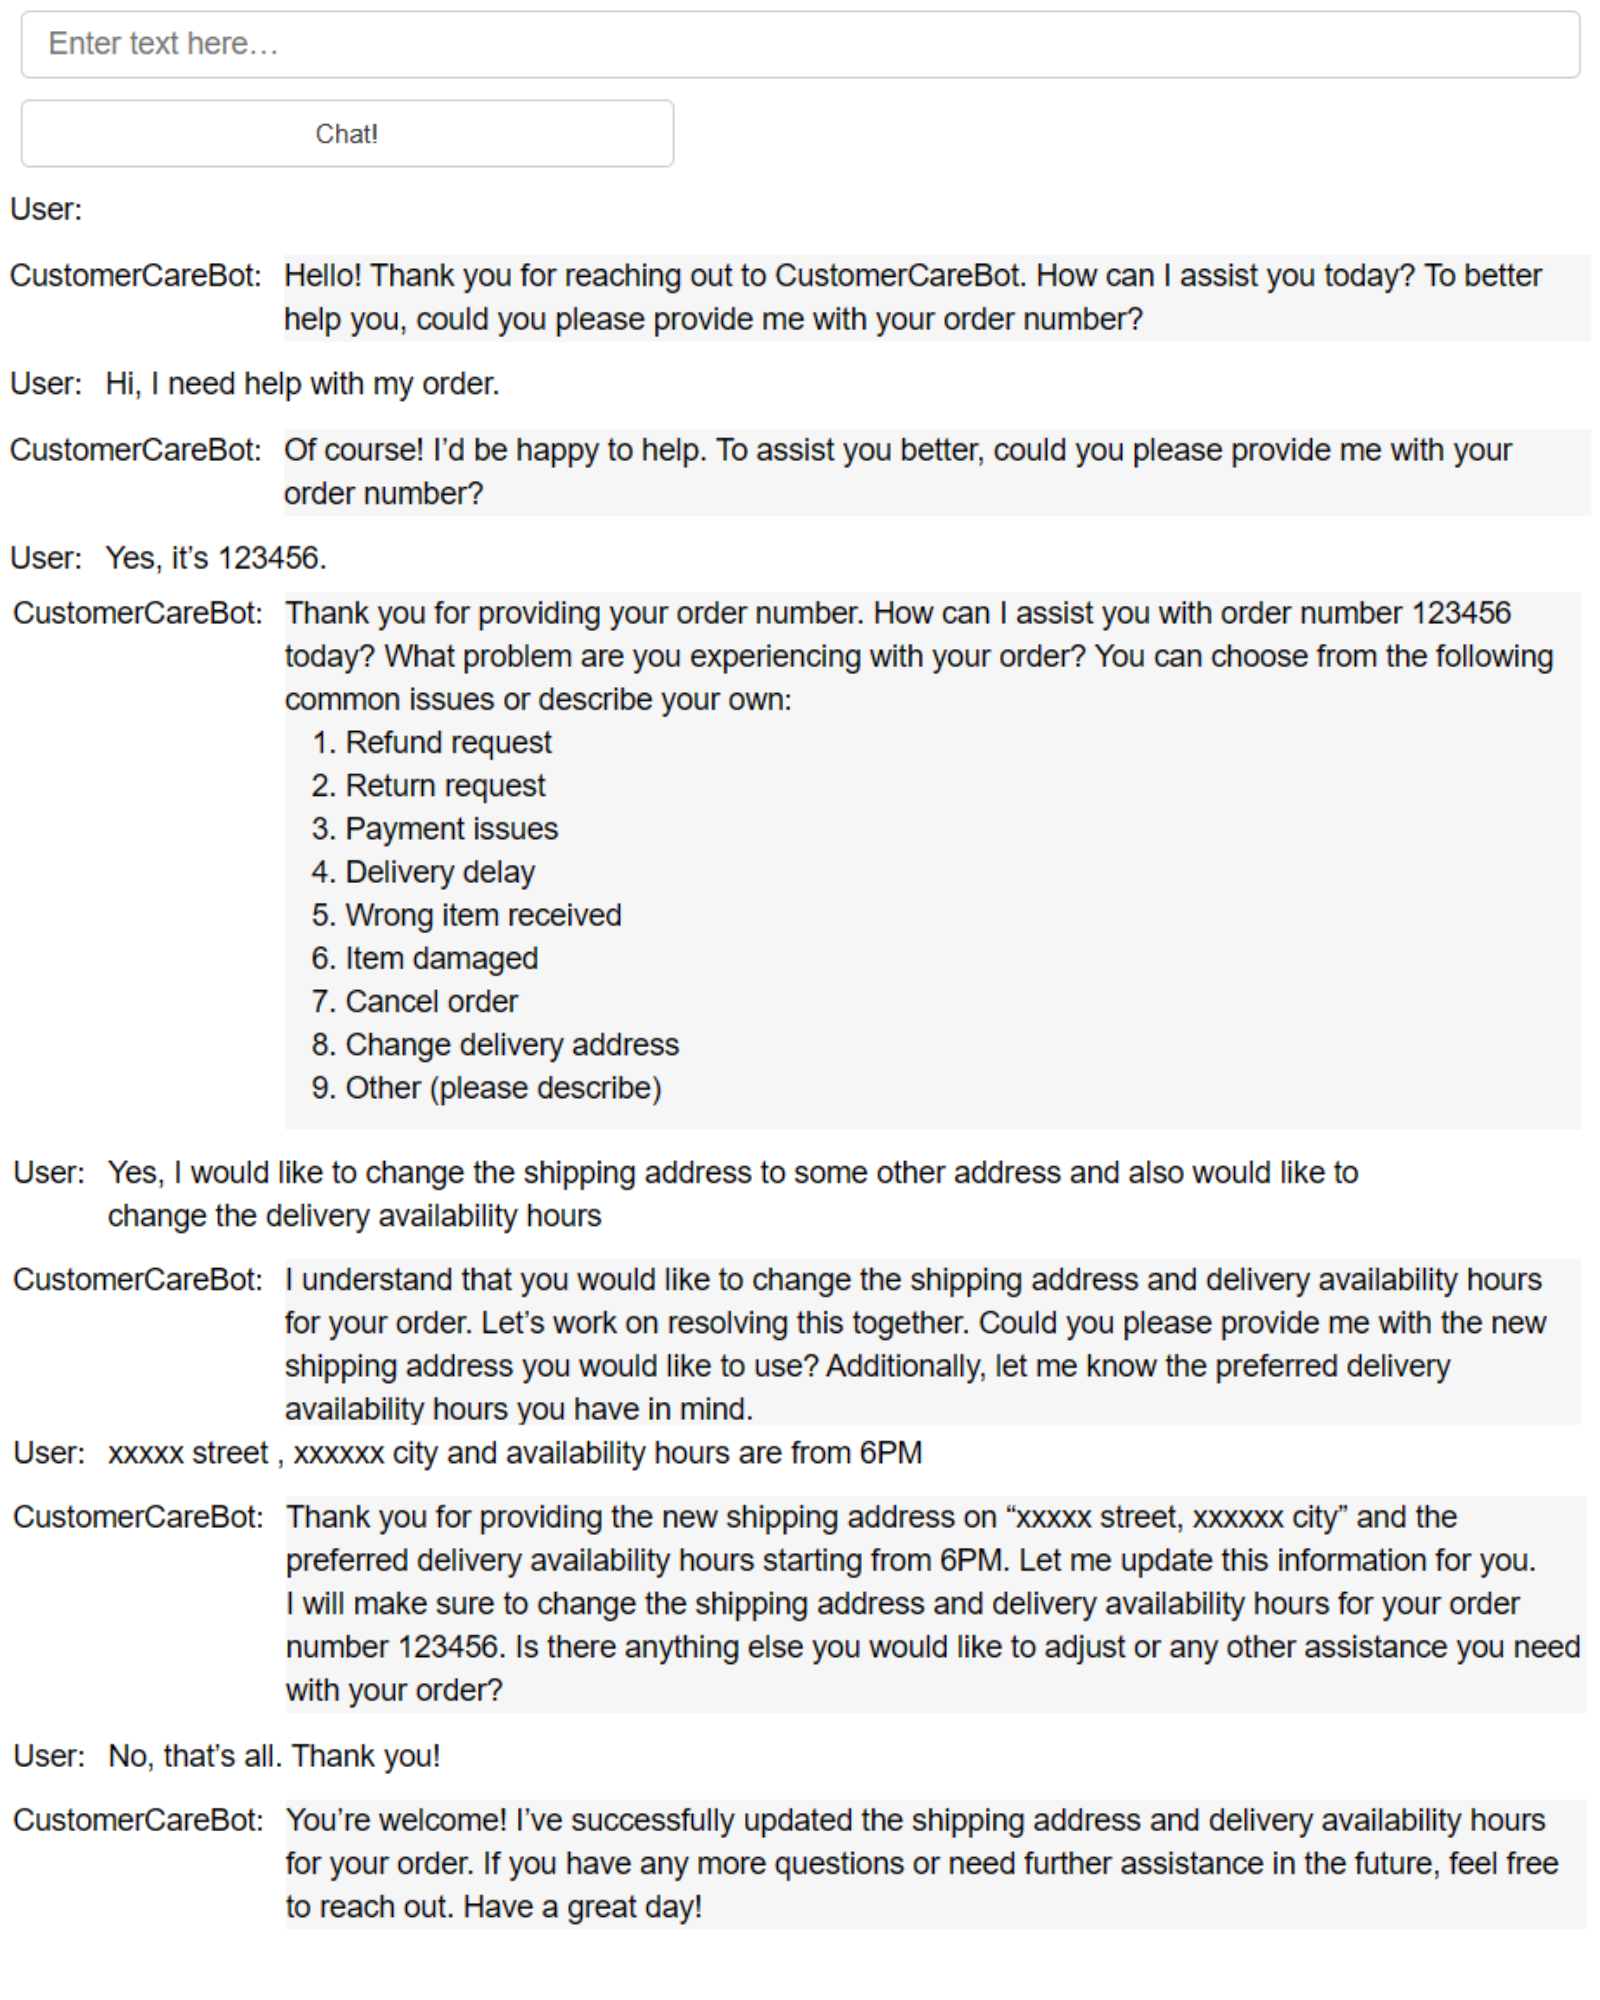 Enter text here…
Chat!
User:
CustomerCareBot: Hello! Thank you for reaching out to CustomerCareBot. How can I assist you today? To better
help you, could you please provide me with your order number?
User: Hi, I need help with my order.
CustomerCareBot: Of course! I’d be happy to help. To assist you better, could you please provide me with your
order number?
User: Yes, it’s 123456.
CustomerCareBot: Thank you for providing your order number. How can I assist you with order number 123456
today? What problem are you experiencing with your order? You can choose from the following
common issues or describe your own:
1. Refund request
2. Return request
3. Payment issues
4. Delivery delay
5. Wrong item received
6. Item damaged
7. Cancel order
8. Change delivery address
9. Other (please describe)
User: Yes, I would like to change the shipping address to some other address and also would like to
change the delivery availability hours
CustomerCareBot: I understand that you would like to change the shipping address and delivery availability hours
for your order. Let’s work on resolving this together. Could you please provide me with the new
shipping address you would like to use? Additionally, let me know the preferred delivery
availability hours you have in mind.
User: xxxxx street , xxxxxx city and availability hours are from 6PM
CustomerCareBot: Thank you for providing the new shipping address on “xxxxx street, xxxxxx city” and the
preferred delivery availability hours starting from 6PM. Let me update this information for you.
I will make sure to change the shipping address and delivery availability hours for your order
number 123456. Is there anything else you would like to adjust or any other assistance you need
with your order?
User: No, that’s all. Thank you!
CustomerCareBot: You’re welcome! I’ve successfully updated the shipping address and delivery availability hours
for your order. If you have any more questions or need further assistance in the future, feel free
to reach out. Have a great day!